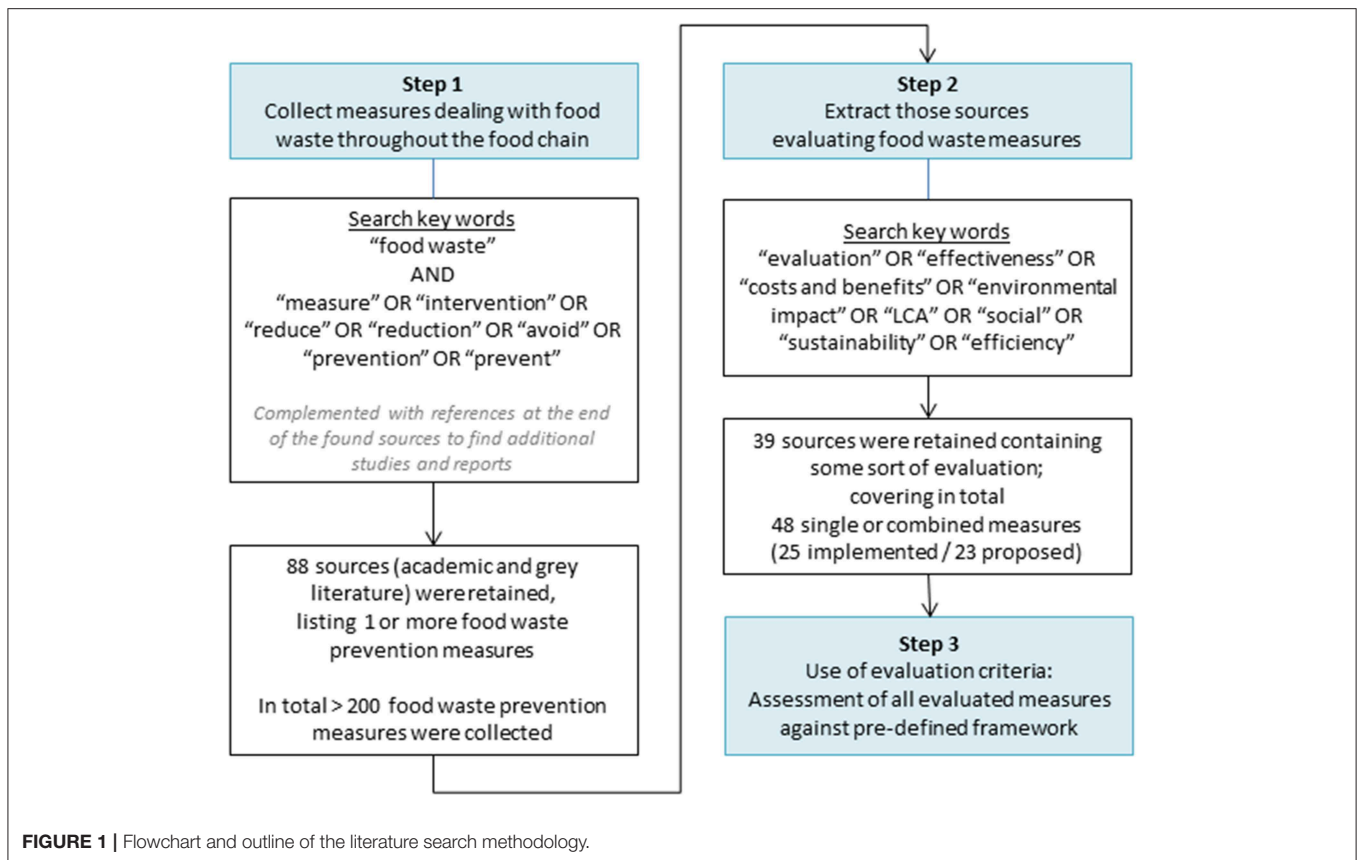 Step 1
Collect measures dealing with food
waste throughout the food chain
Search key words
“food waste”
AND
“measure” OR “intervention” OR
“reduce” OR “reduction” OR “avoid” OR
“prevention” OR “prevent”
Complemented with references at the end
of the found sources to find additional
studies and reports
88 sources (academic and grey
literature) were retained,
listing 1 or more food waste
prevention measures
In total > 200 food waste prevention
measures were collected
Step 2
Extract those sources
evaluating food waste measures
Search key words
“evaluation” OR “effectiveness” OR
“costs and benefits” OR “environmental
impact” OR “LCA” OR “social” OR
“sustainability” OR “efficiency”
39 sources were retained containing
some sort of evaluation;
covering in total
48 single or combined measures
(25 implemented / 23 proposed)
Step 3
Use of evaluation criteria:
Assessment of all evaluated measures
against pre-defined framework
FIGURE 1 | Flowchart and outline of the literature search methodology.